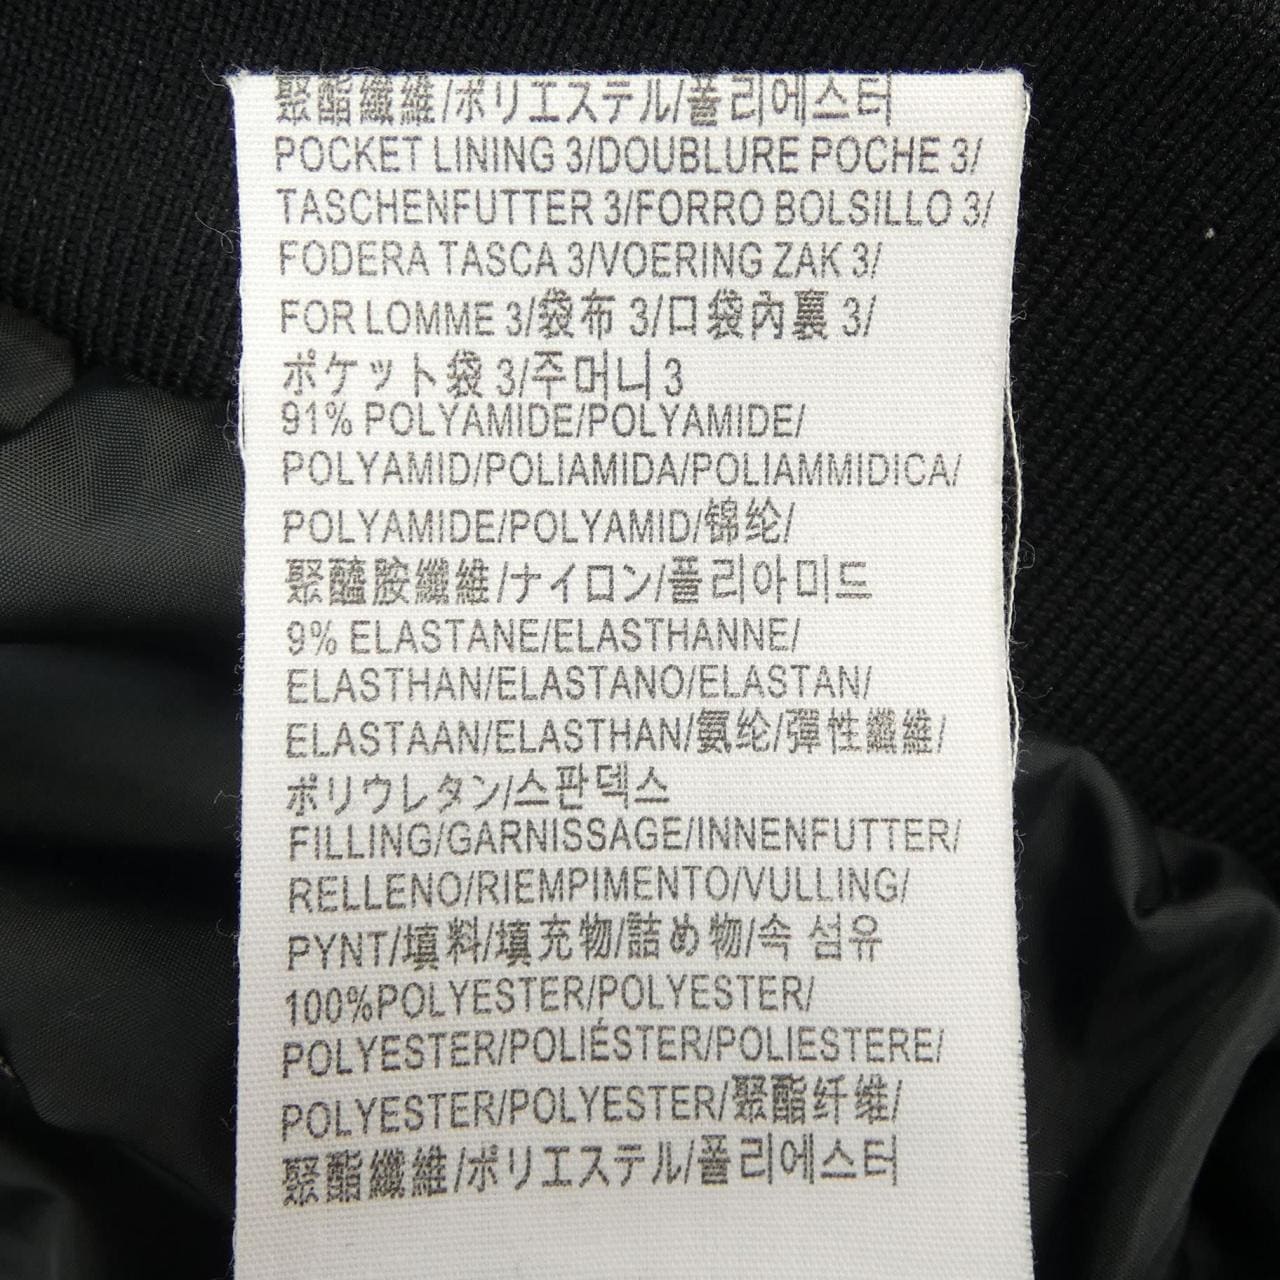 聚酯纖維/ポリエステル/폴리에스터
POCKET LINING 3/DOUBLURE POCHE 3/
TASCHENFUTTER 3/FORRO BOLSILLO 3/
FODERA TASCA 3/VOERING ZAK 3/
FOR LOMME 3/袋布 3/口袋內裏 3/
ポケット袋 3/주머니 3
91% POLYAMIDE/POLYAMIDE/
POLYAMID/POLIAMIDA/POLIAMMIDICA/
POLYAMIDE/POLYAMID/锦纶/
聚醯胺纖維/ナイロン/폴리아미드
9% ELASTANE/ELASTHANNE/
ELASTHAN/ELASTANO/ELASTAN/
ELASTAAN/ELASTHAN/氨纶/彈性纖維/
ポリウレタン/스판덱스
FILLING/GARNISSAGE/INNENFUTTER/
RELLENO/RIEMPIMENTO/VULLING/
PYNT/填料/填充物/詰め物/속 섬유
100%POLYESTER/POLYESTER/
POLYESTER/POLIÉSTER/POLIESTERE/
POLYESTER/POLYESTER/聚酯纤维/
聚酯纖維/ポリエステル/폴리에스터